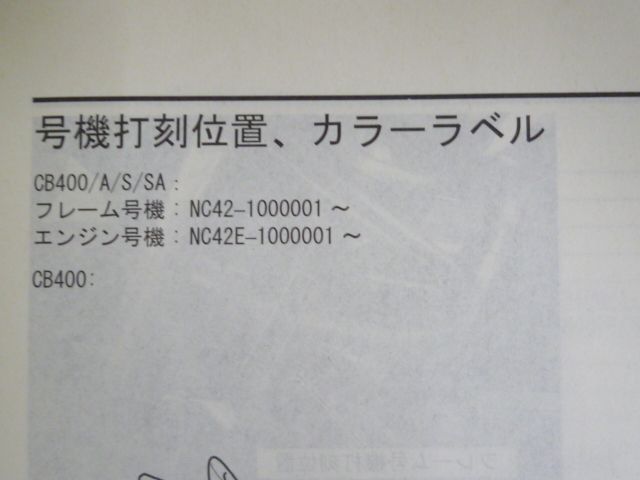 号機打刻位置、カラーラベル
CB400/A/S/SA:
フレーム号機:NC42-1000001~
エンジン号機:NC42E-1000001~
CB400: